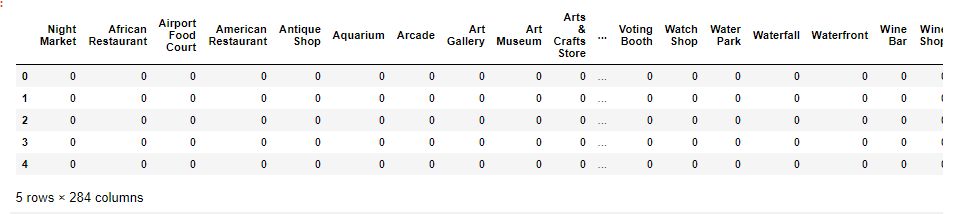 :
Night Market African Restaurant Airport Food Court American Restaurant Antique Shop Aquarium Arcade Art Gallery Art Museum Arts & Crafts Store ... Voting Booth Watch Shop Water Park Waterfall Waterfront Wine Bar Wine Shop
0 0 0 0 0 0 0 0 0 0 0 ... 0 0 0 0 0 0
1 0 0 0 0 0 0 0 0 0 0 ... 0 0 0 0 0 0
2 0 0 0 0 0 0 0 0 0 0 ... 0 0 0 0 0 0
3 0 0 0 0 0 0 0 0 0 0 ... 0 0 0 0 0 0
4 0 0 0 0 0 0 0 0 0 0 ... 0 0 0 0 0 0
5 rows × 284 columns